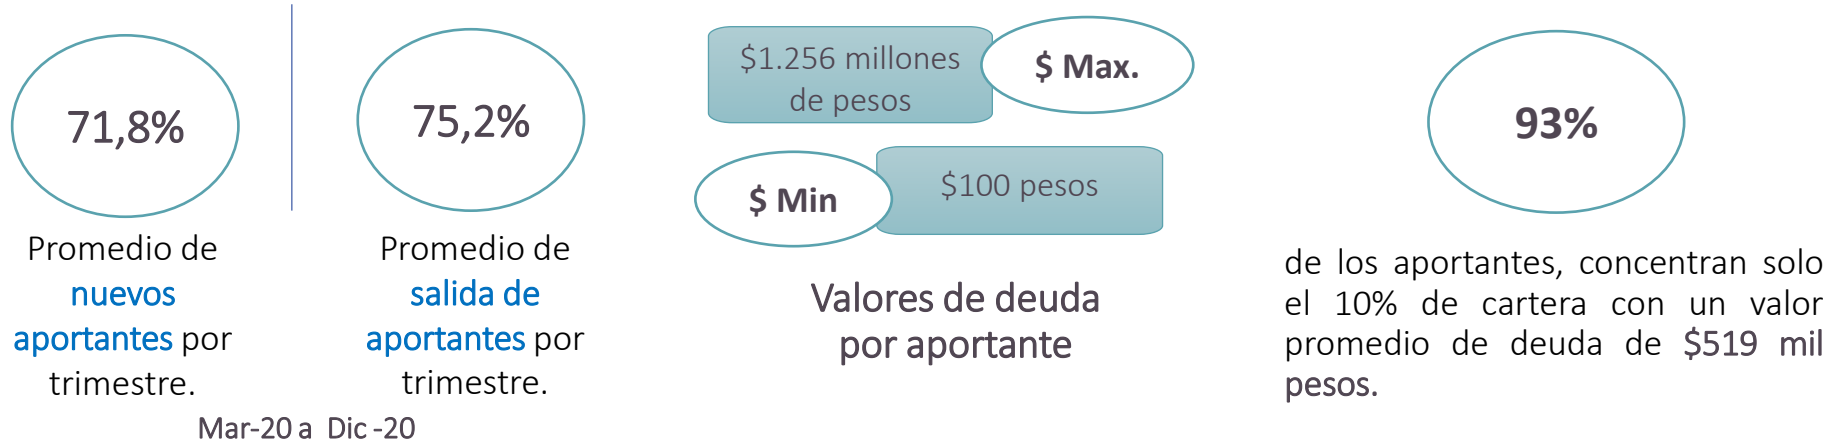 71,8%
Promedio de
nuevos
aportantes por
trimestre.
75,2%
Promedio de
salida de
aportantes por
trimestre.
Mar-20 a Dic -20
$1.256 millones
de pesos
$ Max.
$ Min
$100 pesos
Valores de deuda
por aportante
93%
de los aportantes, concentran solo
el 10% de cartera con un valor
promedio de deuda de $519 mil
pesos.